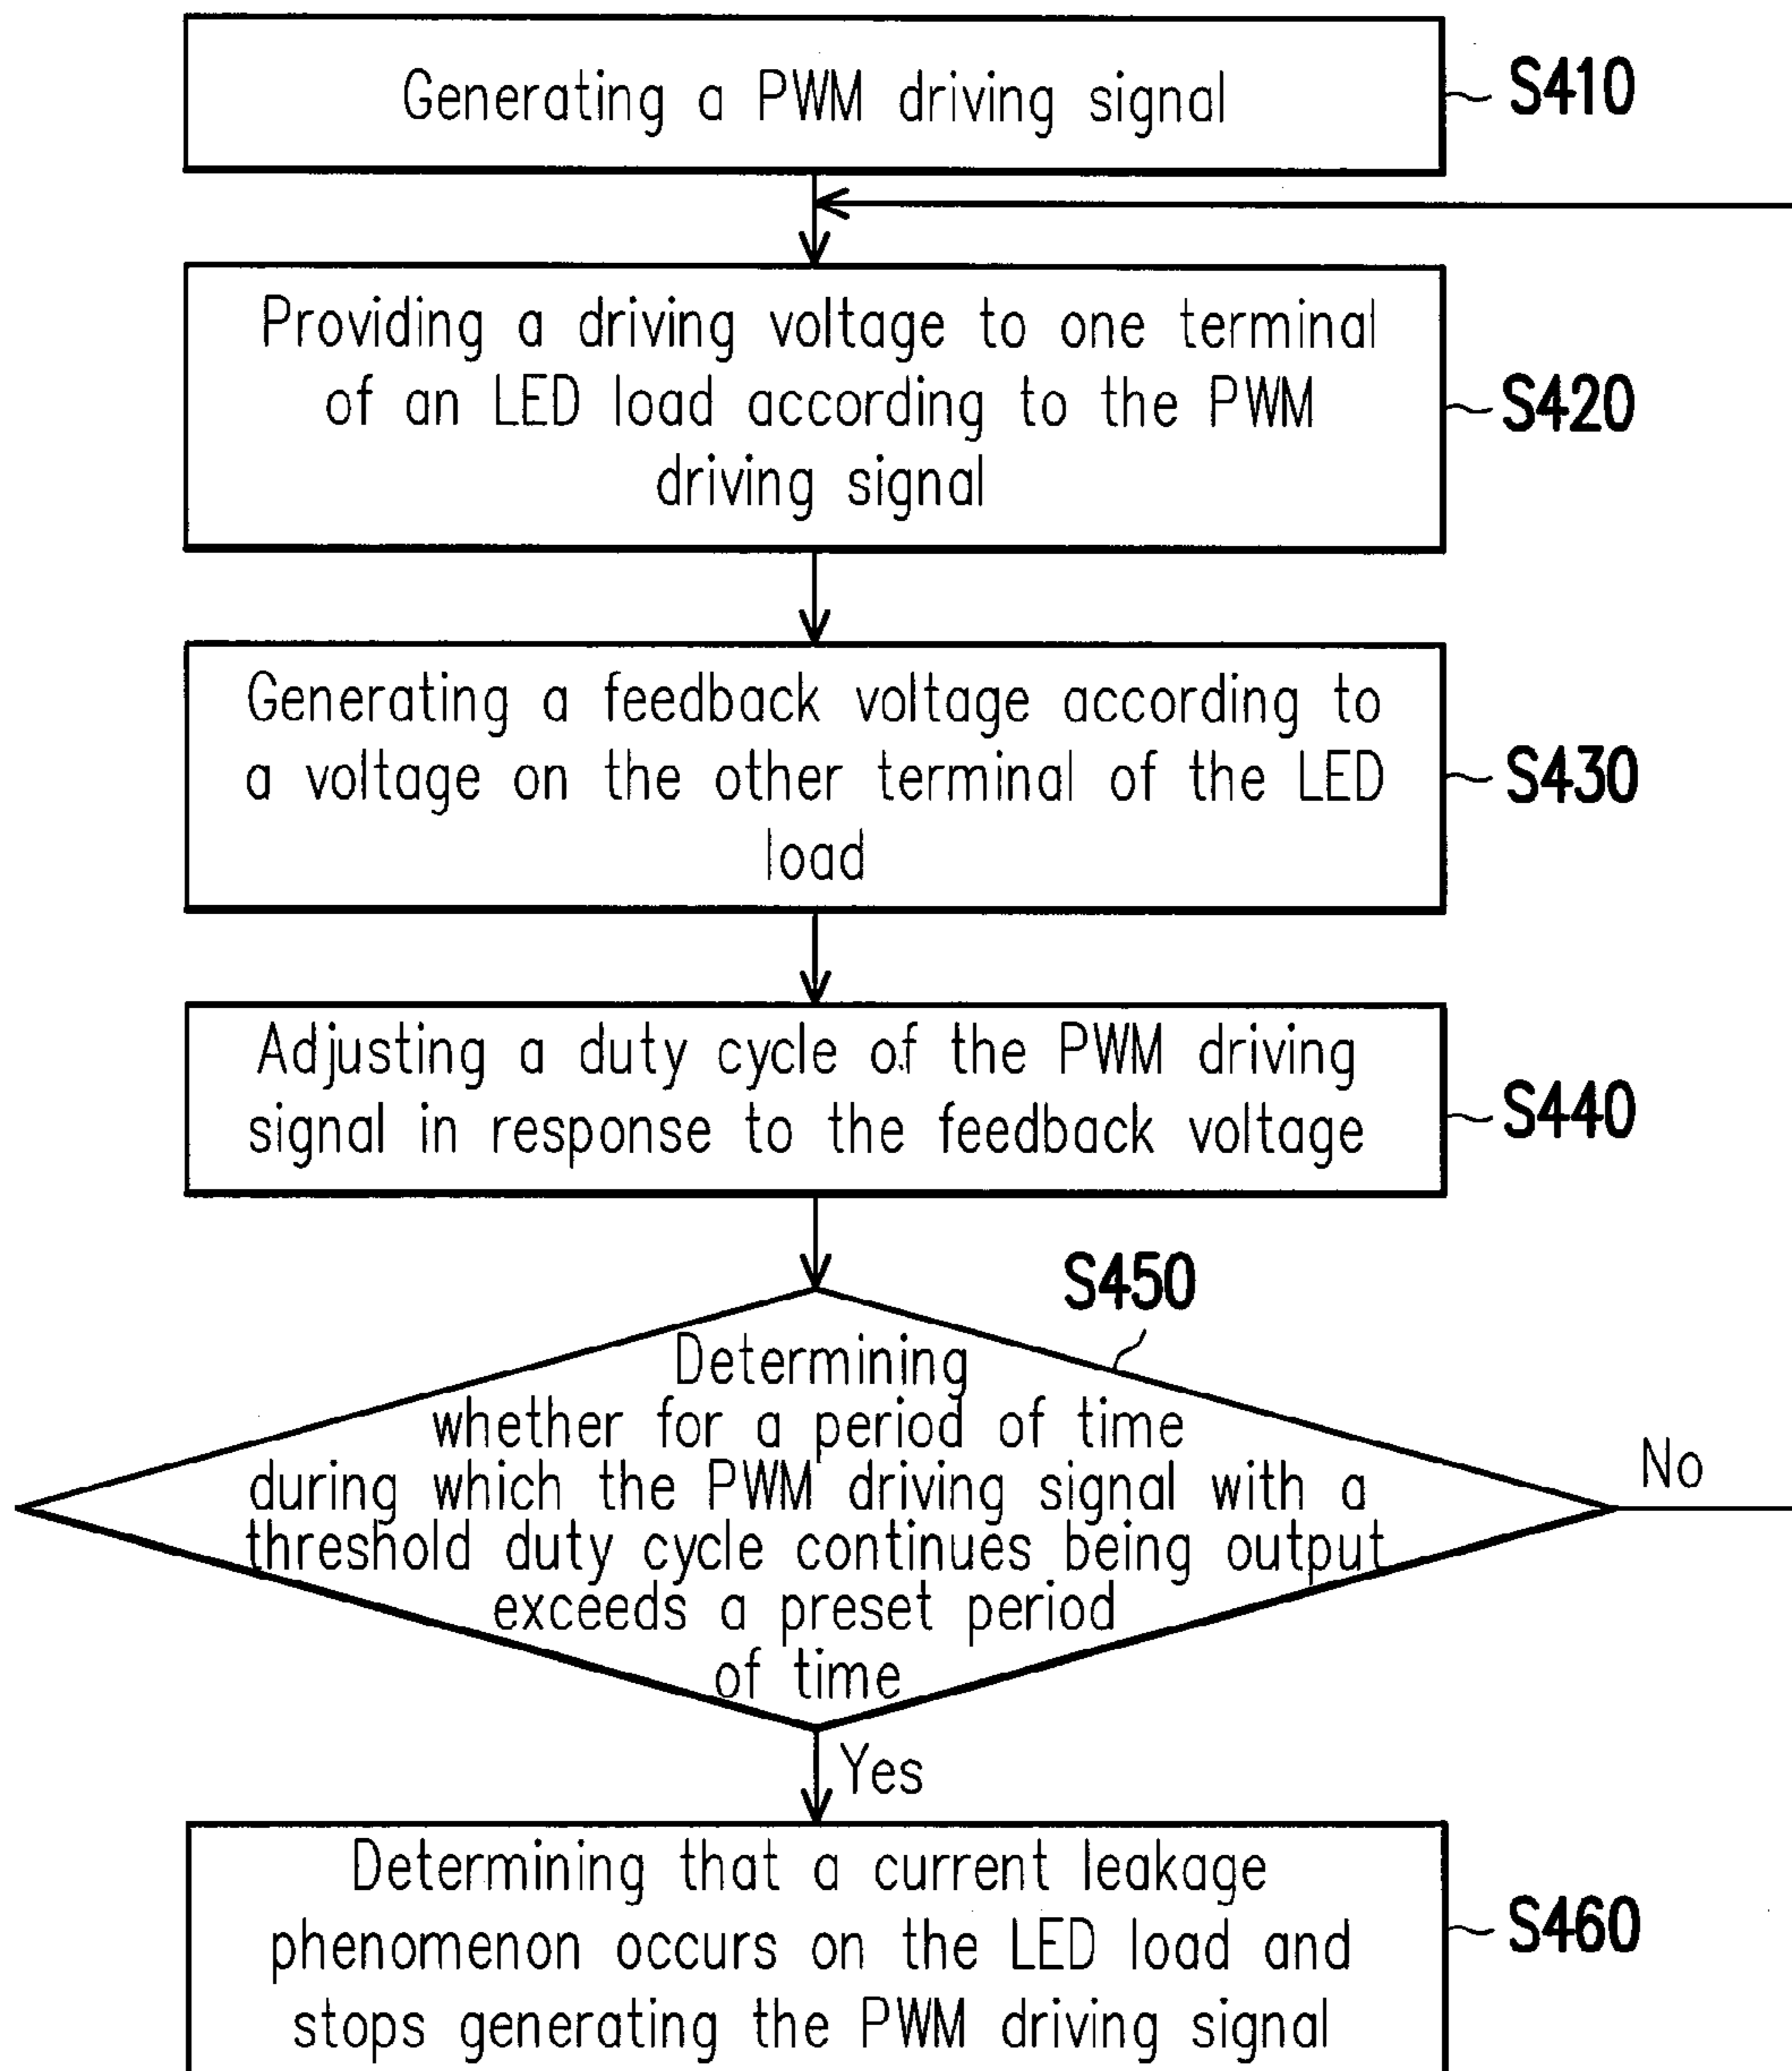 Generating a PWM driving signal
S410
Providing a driving voltage to one terminal
of an LED load according to the PWM
driving signal
S420
Generating a feedback voltage according to
a voltage on the other terminal of the LED
load
S430
Adjusting a duty cycle of the PWM driving
signal in response to the feedback voltage
S440
S450
Determining
whether for a period of time
during which the PWM driving signal with a
threshold duty cycle continues being output
exceeds a preset period
of time
No
Yes
Determining that a current leakage
phenomenon occurs on the LED load and
stops generating the PWM driving signal
S460